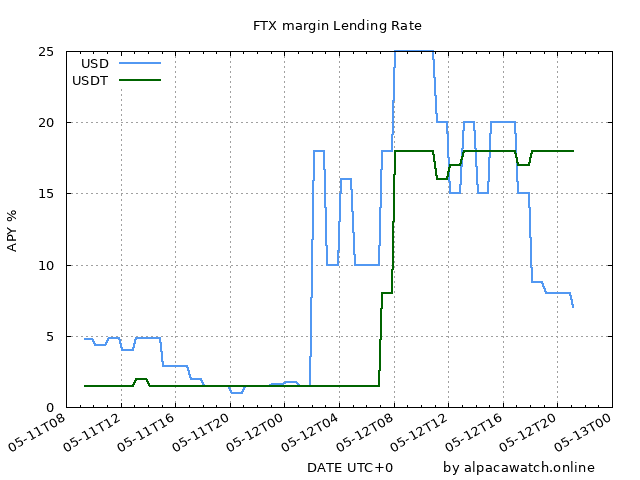 FTX margin Lending Rate
USD
USDT
25
20
15
10
5
0
APY %
05-11T08
05-11T12
05-11T16
05-11T20
05-12T00
05-12T04
05-12T08
05-12T12
05-12T16
05-12T20
05-13T00
DATE UTC+0
by alpacawatch.online